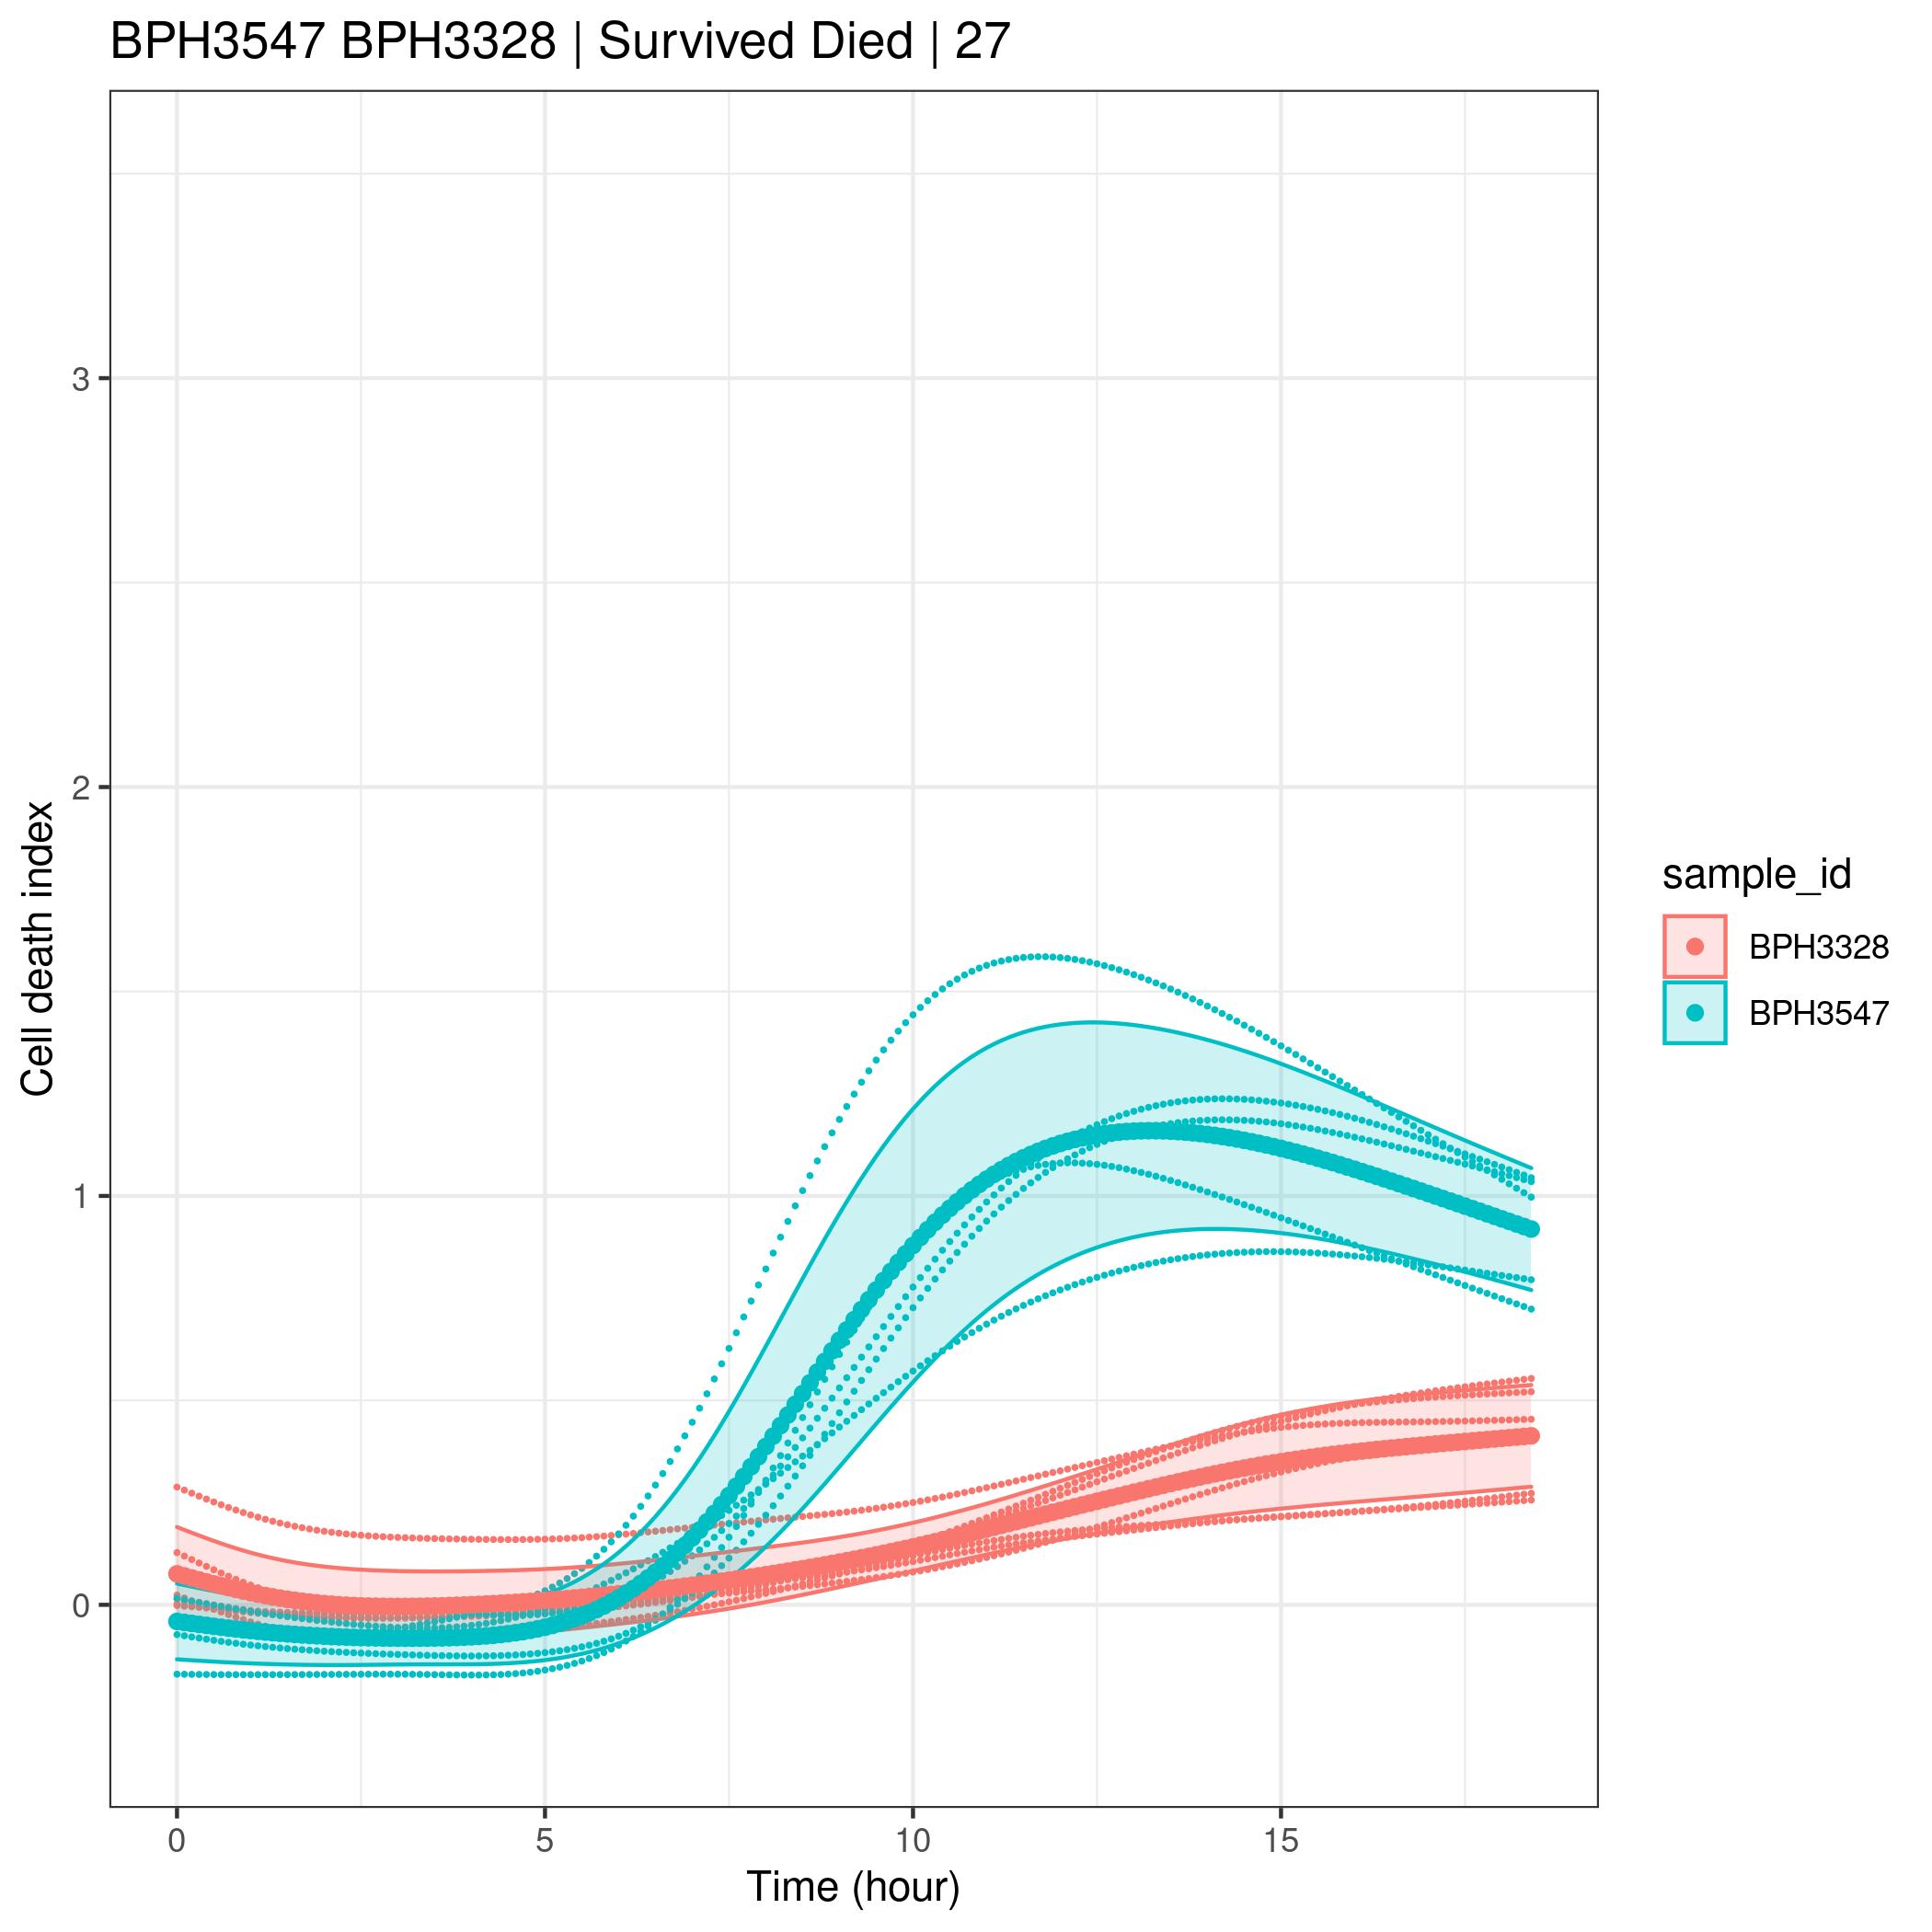 BPH3547 BPH3328 | Survived Died | 27
3
2
1
0
Cell death index
0 5 10 15
Time (hour)
sample_id
BPH3328
BPH3547